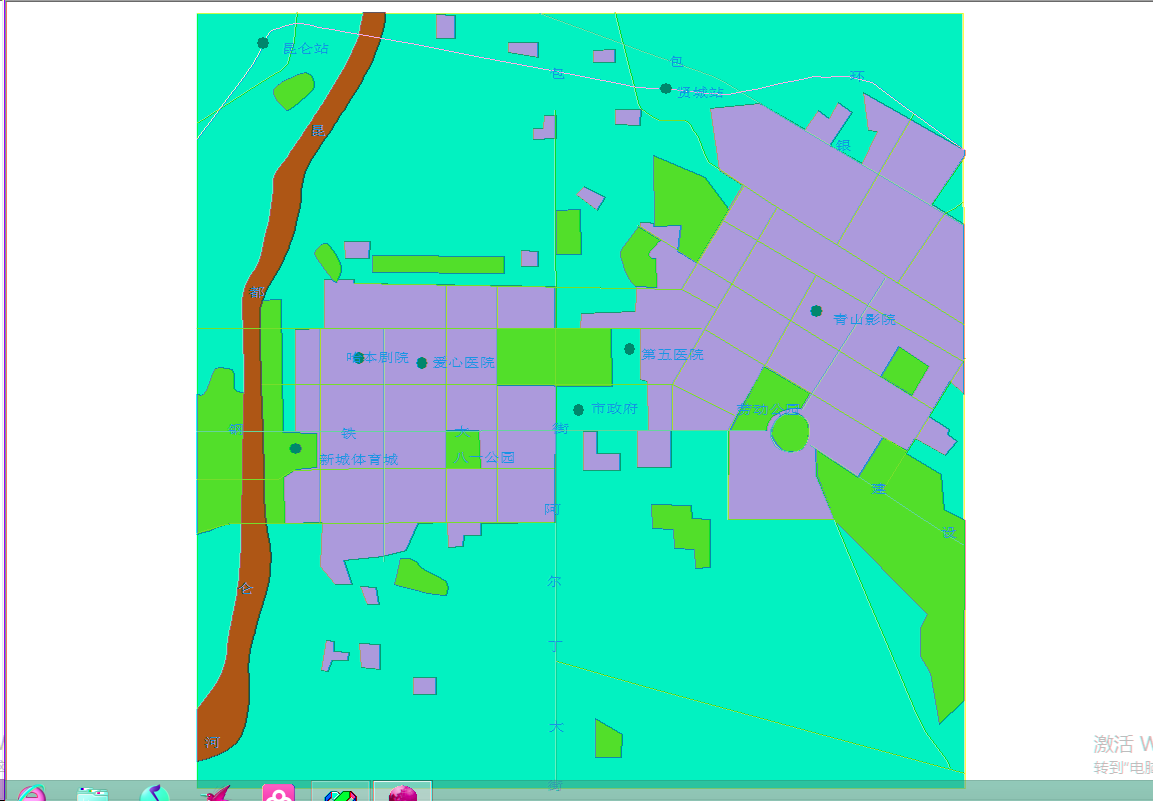 昆仑站
包
包
环
贤城站
昆
银
都
青山影院
哈本剧院
爱心医院
第五医院
市政府
劳动公园
钢
铁
大
街
新城体育城
八一公园
建
阿
设
尔
仑
丁
大
河
街
激活 W
转到"电脑